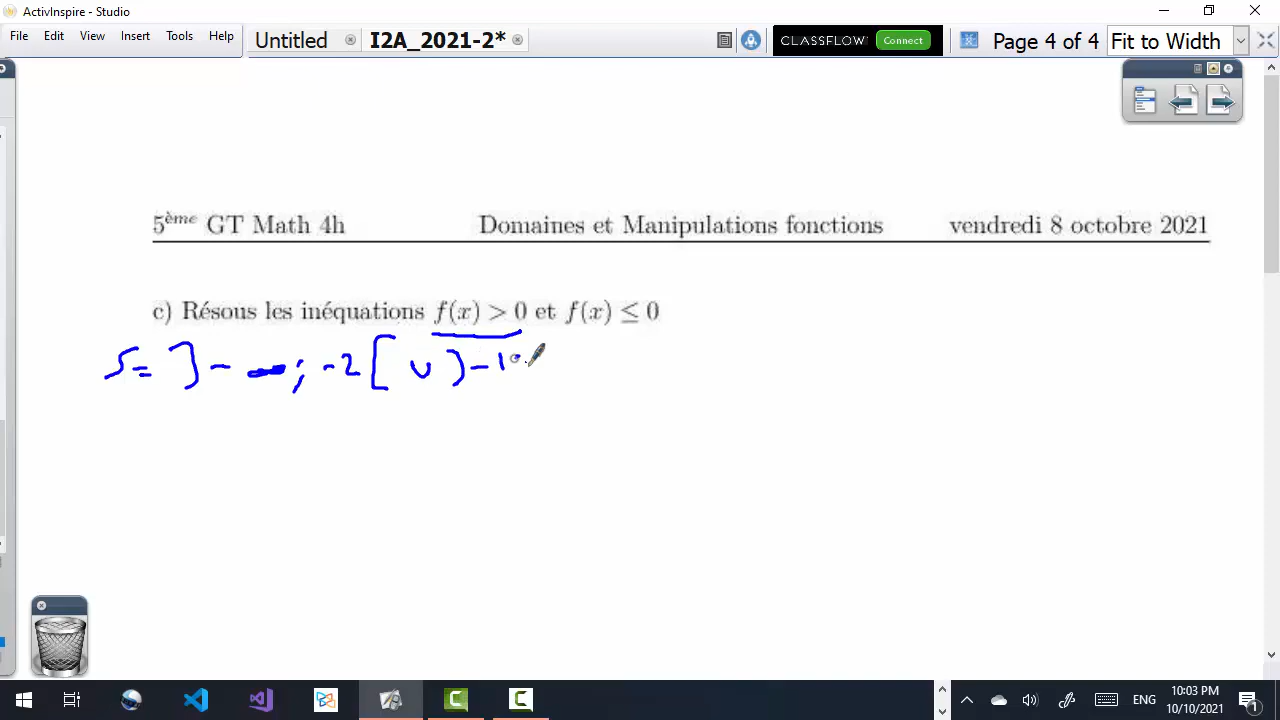 ActivInspire - Studio
File Edit View Insert Tools Help
Untitled I2A_2021-2*
CLASSFLOW Connect
Page 4 of 4 Fit to Width
5ème GT Math 4h Domaines et Manipulations fonctions vendredi 8 octobre 2021
c) Résous les inéquations f(x) > 0 et f(x) ≤ 0
S = ]-∞ ; -2[ ∪ ]-1
ENG
10:03 PM
10/10/2021
1